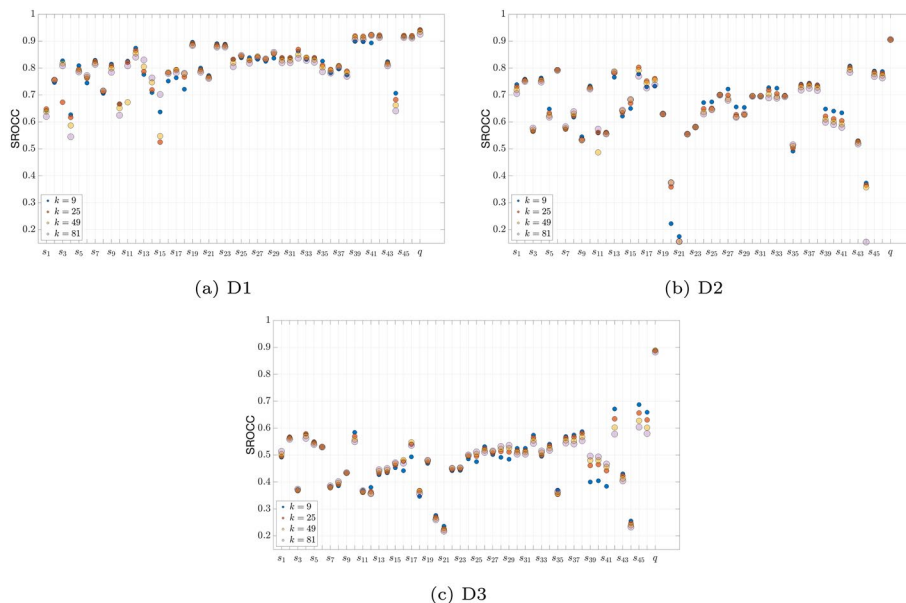 1
0.9
0.8
0.7
0.6
0.5
0.4
0.3
0.2
SROCC
k = 9
k = 25
k = 49
k = 81
s1 s3 s5 s7 s9 s11 s13 s15 s17 s19 s21 s23 s25 s27 s29 s31 s33 s35 s37 s39 s41 s43 s45 q
(a) D1
1
0.9
0.8
0.7
0.6
0.5
0.4
0.3
0.2
SROCC
k = 9
k = 25
k = 49
k = 81
s1 s3 s5 s7 s9 s11 s13 s15 s17 s19 s21 s23 s25 s27 s29 s31 s33 s35 s37 s39 s41 s43 s45 q
(b) D2
1
0.9
0.8
0.7
0.6
0.5
0.4
0.3
0.2
SROCC
k = 9
k = 25
k = 49
k = 81
s1 s3 s5 s7 s9 s11 s13 s15 s17 s19 s21 s23 s25 s27 s29 s31 s33 s35 s37 s39 s41 s43 s45 q
(c) D3